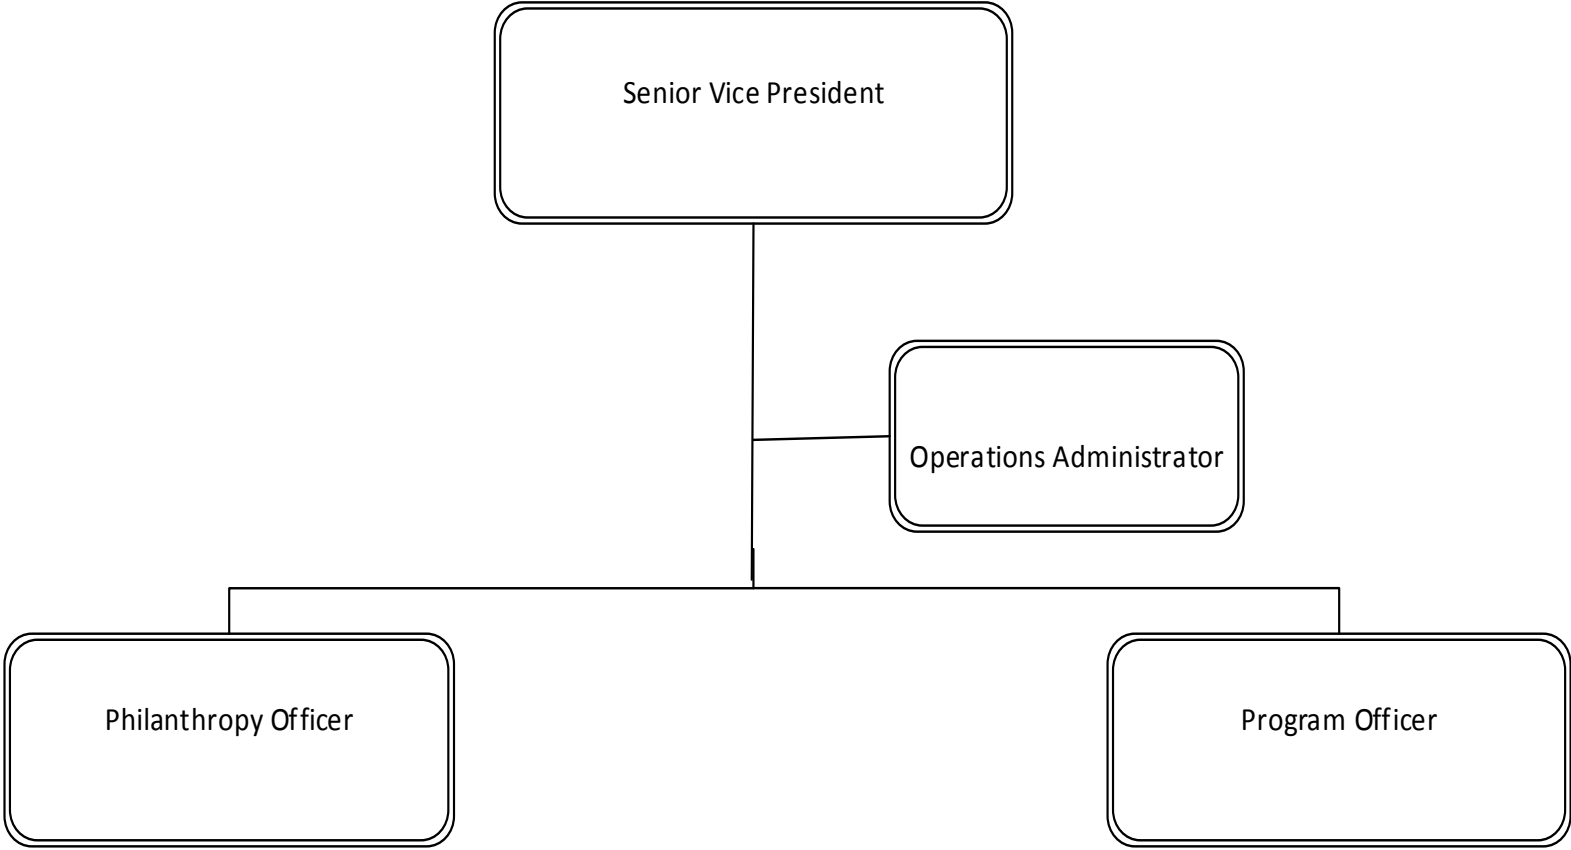 Senior Vice President
Operations Administrator
Philanthropy Officer
Program Officer